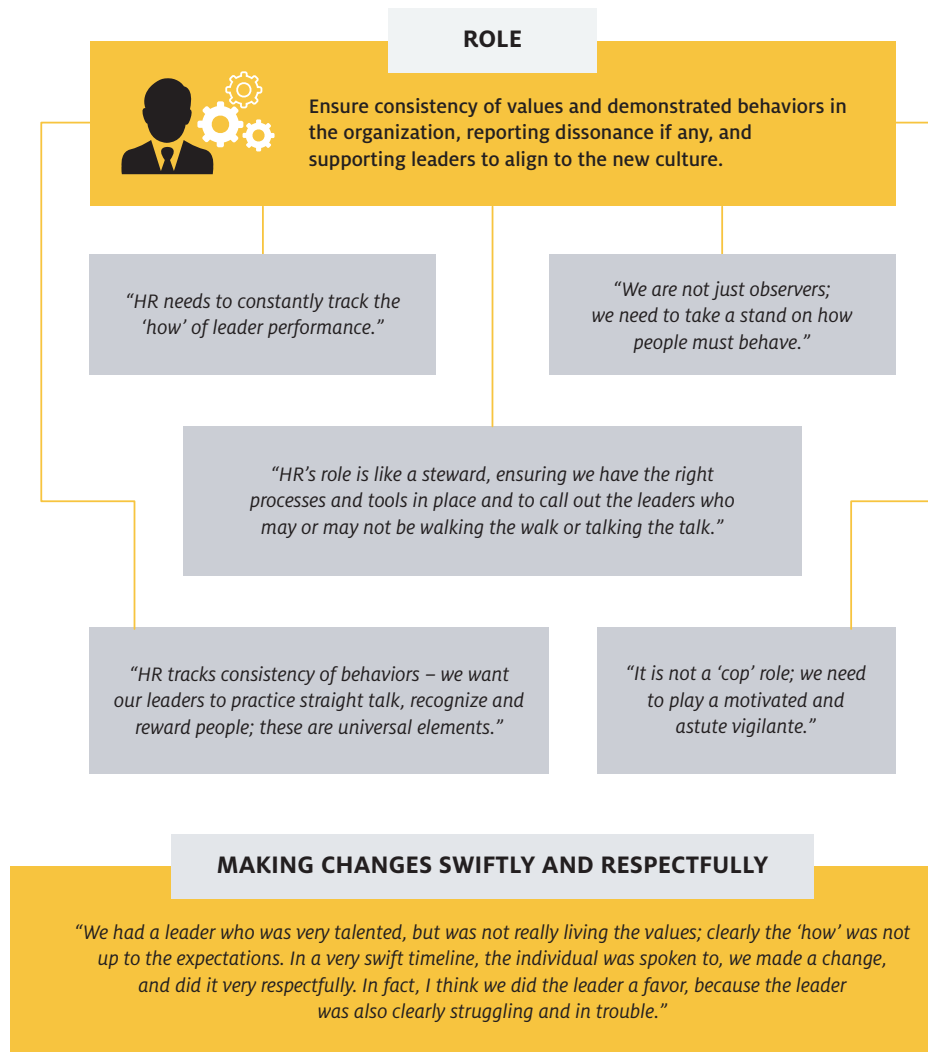 ROLE
Ensure consistency of values and demonstrated behaviors in
the organization, reporting dissonance if any, and
supporting leaders to align to the new culture.
“HR needs to constantly track the
‘how’ of leader performance.”
“We are not just observers;
we need to take a stand on how
people must behave.”
“HR’s role is like a steward, ensuring we have the right
processes and tools in place and to call out the leaders who
may or may not be walking the walk or talking the talk.”
“HR tracks consistency of behaviors – we want
our leaders to practice straight talk, recognize and
reward people; these are universal elements.”
“It is not a ‘cop’ role; we need
to play a motivated and
astute vigilante.”
MAKING CHANGES SWIFTLY AND RESPECTFULLY
“We had a leader who was very talented, but was not really living the values; clearly the ‘how’ was not
up to the expectations. In a very swift timeline, the individual was spoken to, we made a change,
and did it very respectfully. In fact, I think we did the leader a favor, because the leader
was also clearly struggling and in trouble.”